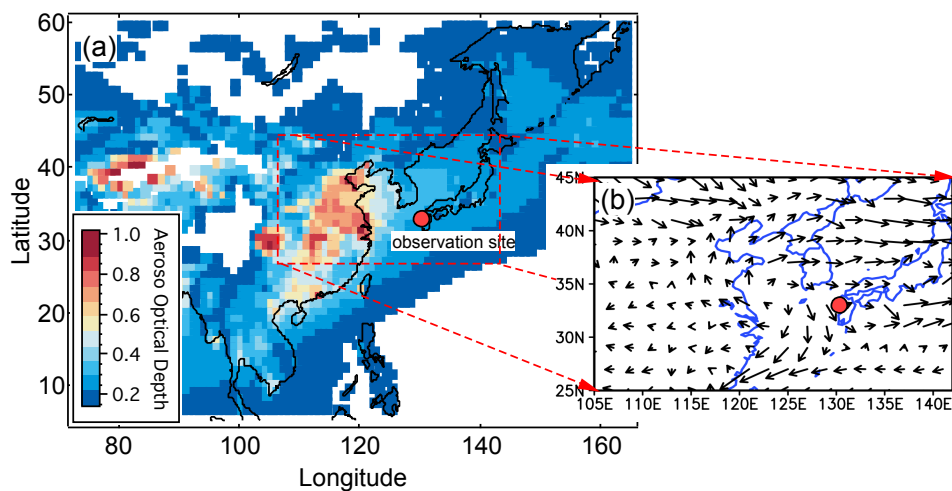 (a)
60
50
40
30
20
10
Latitude
80 100 120 140 160
Longitude
1.0
0.8
0.6
0.4
0.2
Aeroso Optical Depth
observation site
(b)
45N
40N
35N
30N
25N
105E 110E 115E 120E 125E 130E 135E 140E